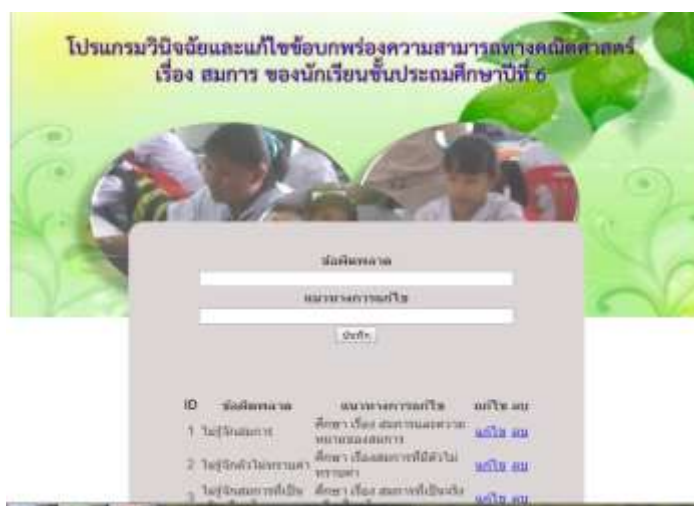 โปรแกรมวินิจฉัยและแก้ไขข้อบกพร่องความสามารถทางคณิตศาสตร์
เรื่อง สมการ ของนักเรียนชั้นประถมศึกษาปีที่ 6
ข้อผิดพลาด
แนวทางการแก้ไข
บันทึก
ID ข้อผิดพลาด แนวทางการแก้ไข แก้ไข ลบ
1 ไม่รู้จักสมการ ศึกษา เรื่อง สมการและความ แก้ไข ลบ
หมายของสมการ
2 ไม่รู้จักตัวไม่ทราบค่า ศึกษา เรื่องสมการที่มีตัวไม่ แก้ไข ลบ
ทราบค่า
3 ไม่รู้จักสมการที่เป็น ศึกษา เรื่อง สมการที่เป็นจริง แก้ไข ลบ